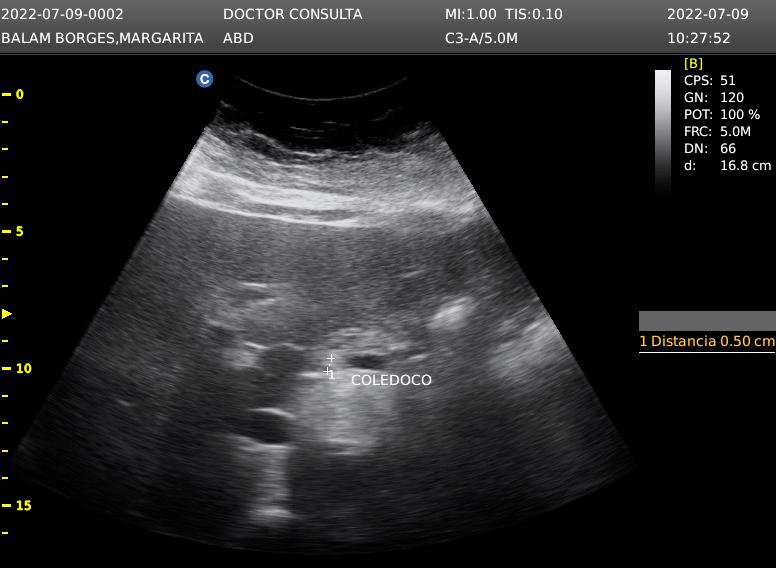 2022-07-09-0002 DOCTOR CONSULTA MI:1.00 TIS:0.10 2022-07-09
BALAM BORGES,MARGARITA ABD C3-A/5.0M 10:27:52
C
[B]
CPS: 51
GN: 120
POT: 100 %
FRC: 5.0M
DN: 66
d: 16.8 cm
0
5
10
15
1 Distancia 0.50 cm
1
COLEDOCO